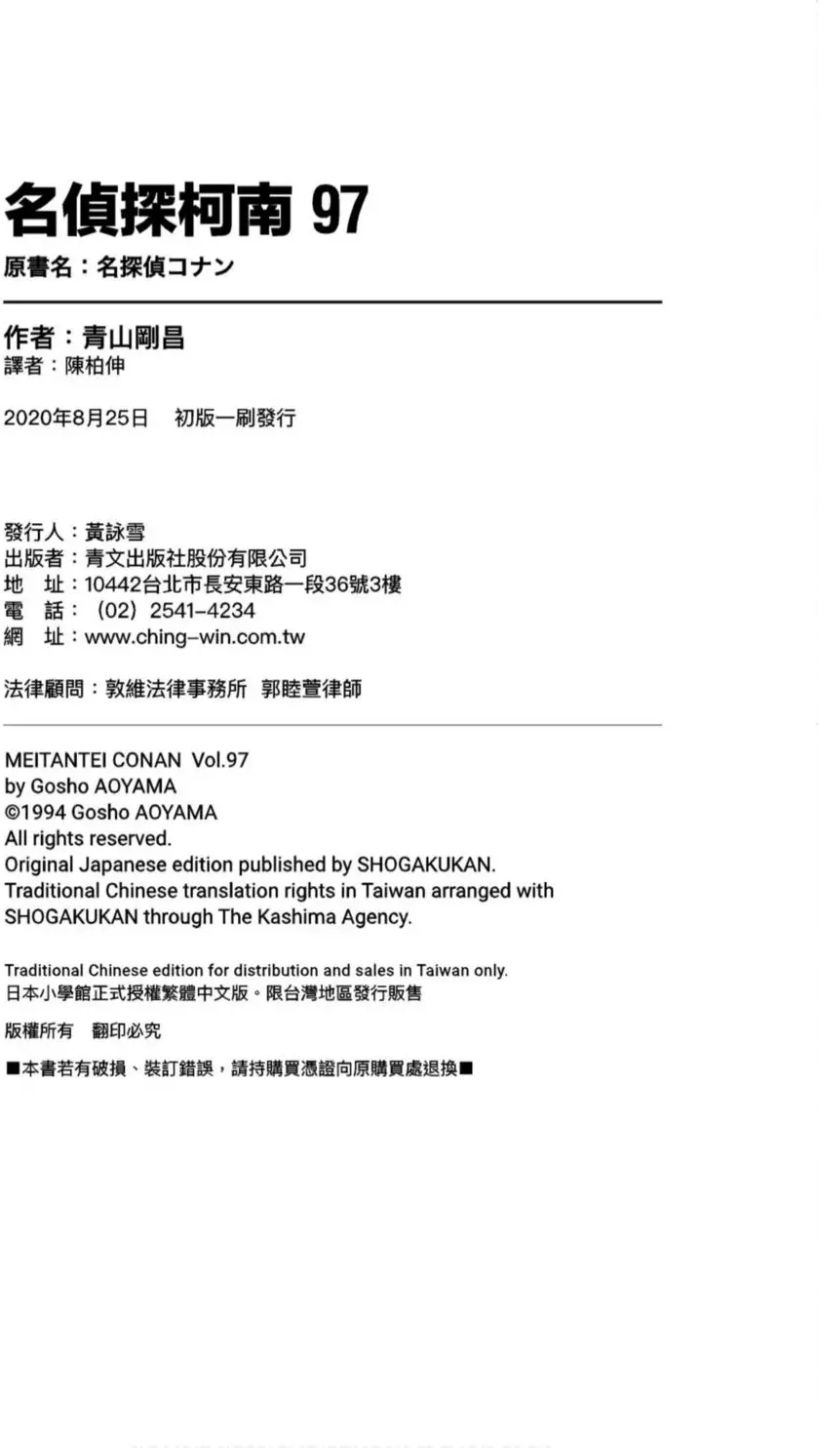 名偵探柯南 97
原書名：名探偵コナン
作者：青山剛昌
譯者：陳柏伸
2020年8月25日 初版一刷發行
發行人：黃詠雪
出版者：青文出版社股份有限公司
地 址：10442台北市長安東路一段36號3樓
電 話：（02）2541-4234
網 址：www.ching-win.com.tw
法律顧問：敦維法律事務所 郭睦萱律師
MEITANTEI CONAN Vol.97
by Gosho AOYAMA
©1994 Gosho AOYAMA
All rights reserved.
Original Japanese edition published by SHOGAKUKAN.
Traditional Chinese translation rights in Taiwan arranged with
SHOGAKUKAN through The Kashima Agency.
Traditional Chinese edition for distribution and sales in Taiwan only.
日本小學館正式授權繁體中文版。限台灣地區發行販售
版權所有 翻印必究
■本書若有破損、裝訂錯誤，請持購買憑證向原購買處退換■